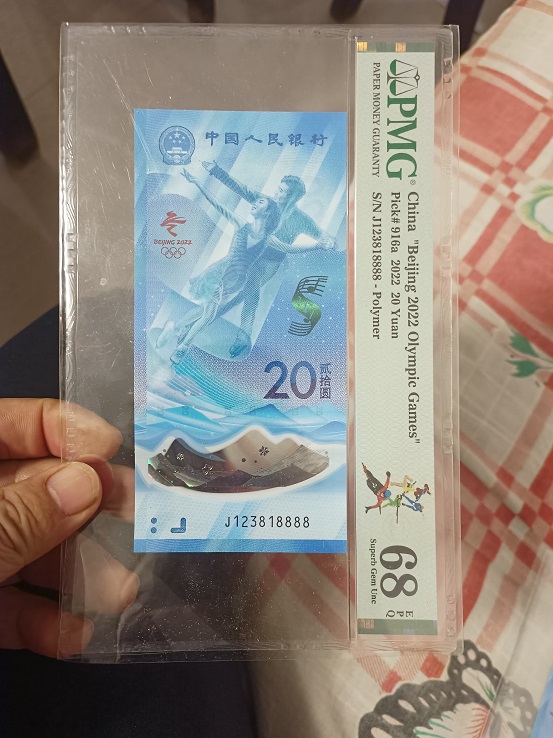 中国人民银行
BEIJING 2022
20
贰拾圆
J123818888
PMG®
PAPER MONEY GUARANTY
China "Beijing 2022 Olympic Games"
Pick# 916a 2022 20 Yuan
S/N J123818888 - Polymer
68
EPQ
Superb Gem Unc